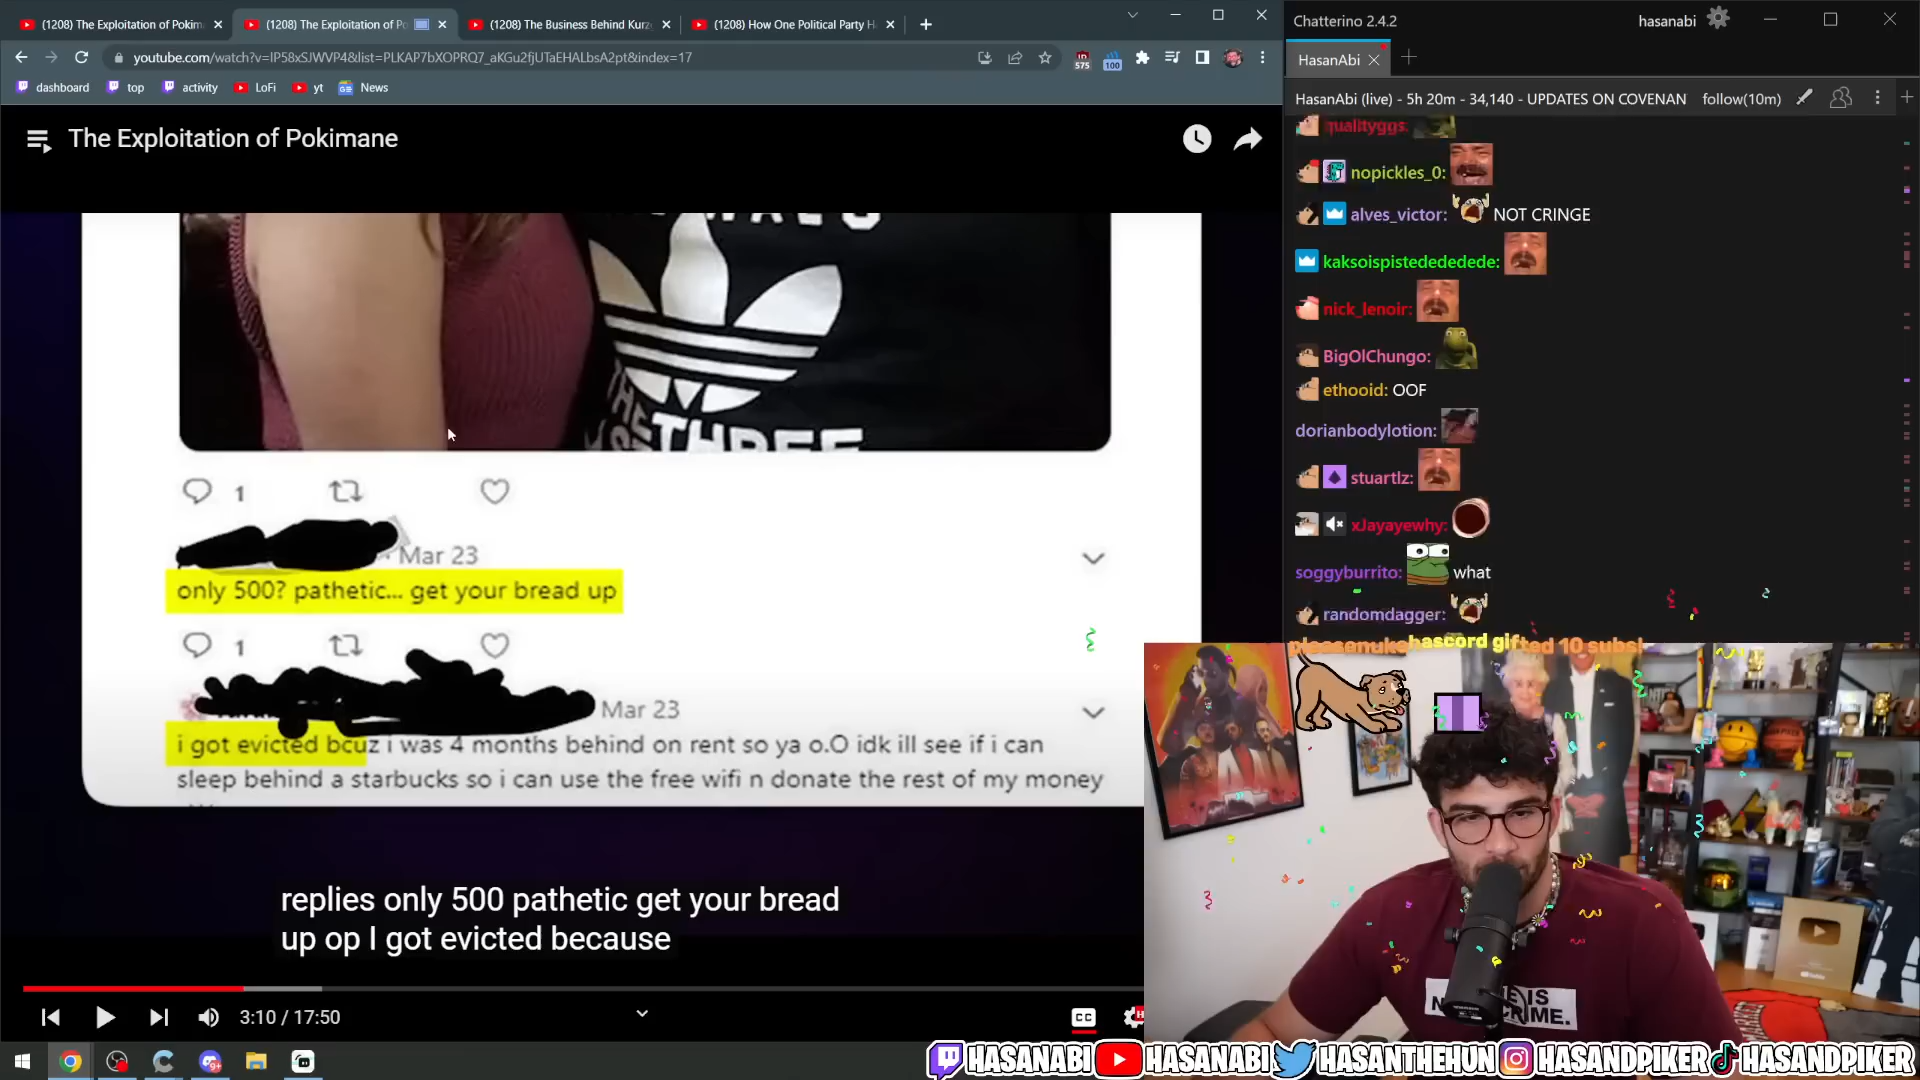 (1208) The Exploitation of Pokim
(1208) The Exploitation of P
(1208) The Business Behind Kurz
(1208) How One Political Party H
youtube.com/watch?v=IP58xSJWVP4&list=PLKAP7bXOPRQ7_aKGu2fjUTaEHALbsA2pt&index=17
575
100
dashboard
top
activity
LoFi
yt
News
The Exploitation of Pokimane
THREE
1
Mar 23
only 500? pathetic... get your bread up
1
Mar 23
i got evicted bcuz i was 4 months behind on rent so ya o.O idk ill see if i can
sleep behind a starbucks so i can use the free wifi n donate the rest of my money
replies only 500 pathetic get your bread
up op I got evicted because
3:10 / 17:50
CC
Chatterino 2.4.2
hasanabi
HasanAbi
HasanAbi (live) - 5h 20m - 34,140 - UPDATES ON COVENAN
follow(10m)
qualityggs:
nopickles_0:
alves_victor: NOT CRINGE
kaksoispistedededede:
nick_lenoir:
BigOlChungo:
ethooid: OOF
dorianbodylotion:
stuartlz:
xJayayewhy:
soggyburrito: what
randomdagger:
hascord gifted 10 subs!
HASANABI
HASANABI
HASANTHEHUN
HASANDPIKER
HASANDPIKER